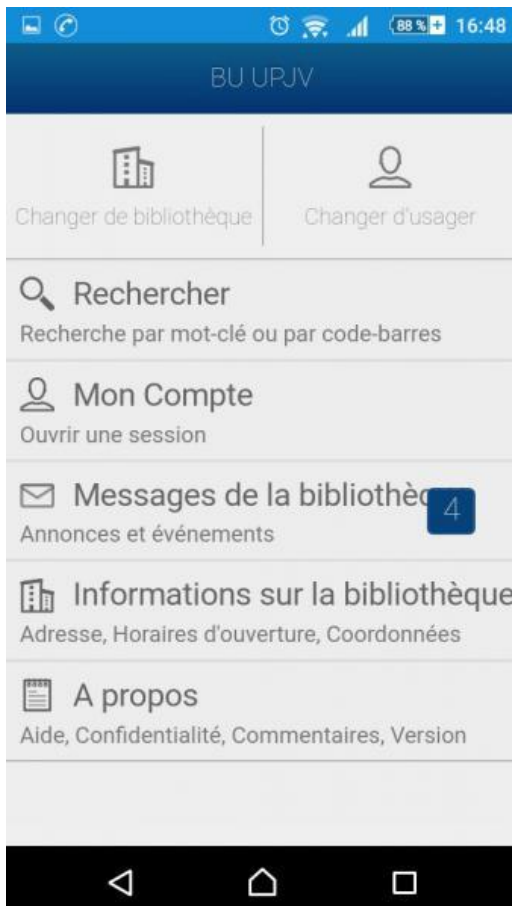 88 % 16:48
BU UPJV
Changer de bibliothèque Changer d'usager
Rechercher
Recherche par mot-clé ou par code-barres
Mon Compte
Ouvrir une session
Messages de la 4
Annonces et événements
Informations sur la bibliothèque
Adresse, Horaires d'ouverture, Coordonnées
A propos
Aide, Confidentialité, Commentaires, Version